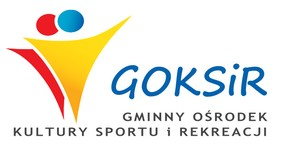 GOKSiR
GMINNY OŚRODEK
KULTURY SPORTU i REKREACJI